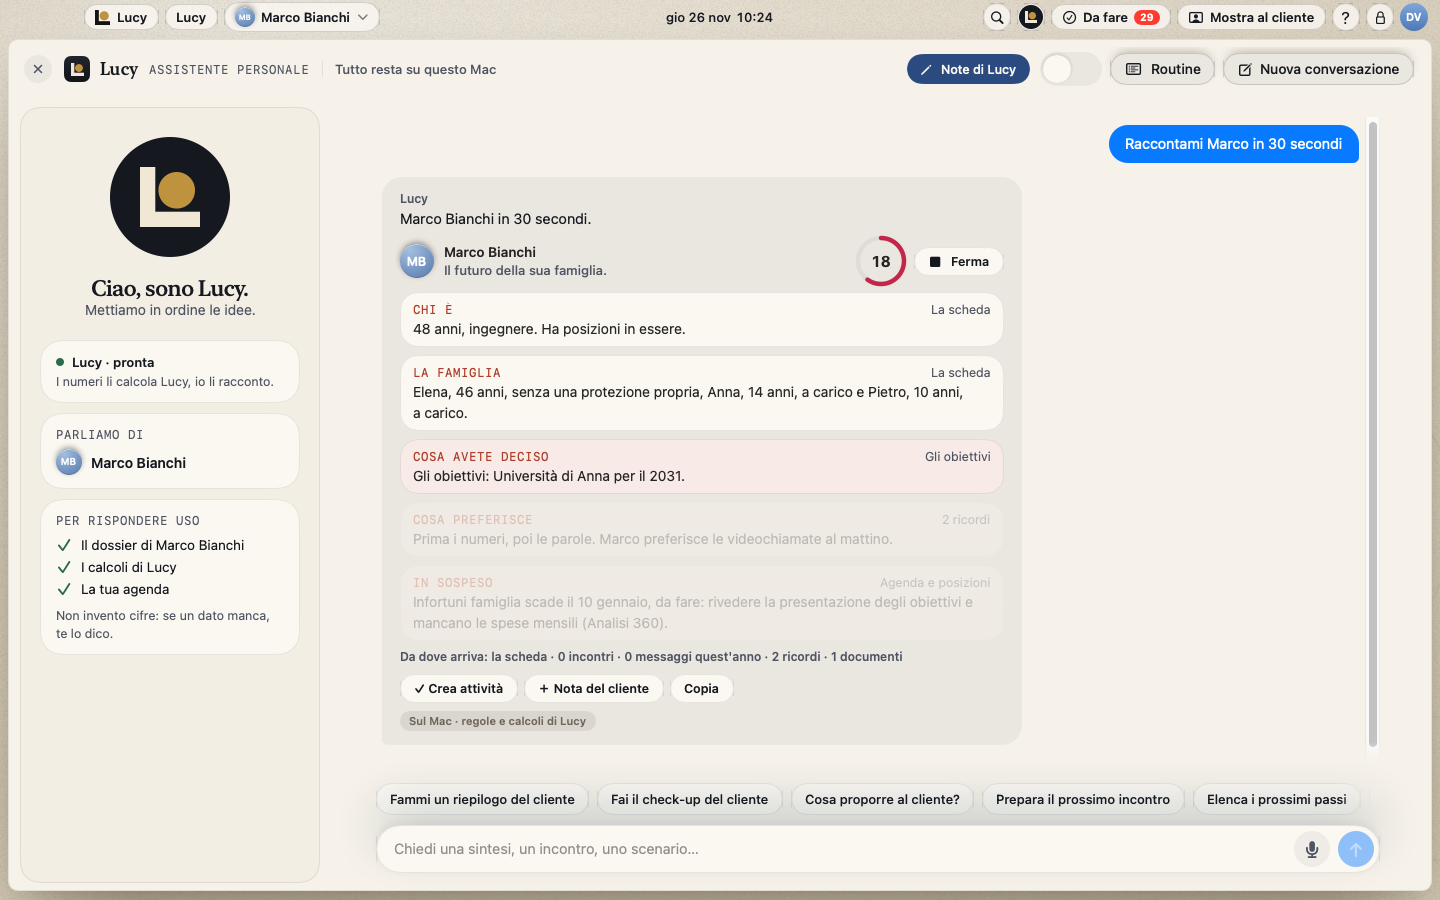 Lucy
Lucy
MB Marco Bianchi
gio 26 nov 10:24
Da fare 29
Mostra al cliente
?
DV
Lucy ASSISTENTE PERSONALE
Tutto resta su questo Mac
Note di Lucy
Routine
Nuova conversazione
Ciao, sono Lucy.
Mettiamo in ordine le idee.
Lucy · pronta
I numeri li calcola Lucy, io li racconto.
PARLIAMO DI
MB Marco Bianchi
PER RISPONDERE USO
Il dossier di Marco Bianchi
I calcoli di Lucy
La tua agenda
Non invento cifre: se un dato manca,
te lo dico.
Raccontami Marco in 30 secondi
Lucy
Marco Bianchi in 30 secondi.
MB
Marco Bianchi
Il futuro della sua famiglia.
18
Ferma
CHI È
La scheda
48 anni, ingegnere. Ha posizioni in essere.
LA FAMIGLIA
La scheda
Elena, 46 anni, senza una protezione propria, Anna, 14 anni, a carico e Pietro, 10 anni,
a carico.
COSA AVETE DECISO
Gli obiettivi
Gli obiettivi: Università di Anna per il 2031.
COSA PREFERISCE
2 ricordi
Prima i numeri, poi le parole. Marco preferisce le videochiamate al mattino.
IN SOSPESO
Agenda e posizioni
Infortuni famiglia scade il 10 gennaio, da fare: rivedere la presentazione degli obiettivi e
mancano le spese mensili (Analisi 360).
Da dove arriva: la scheda · 0 incontri · 0 messaggi quest'anno · 2 ricordi · 1 documenti
Crea attività
+ Nota del cliente
Copia
Sul Mac · regole e calcoli di Lucy
Fammi un riepilogo del cliente
Fai il check-up del cliente
Cosa proporre al cliente?
Prepara il prossimo incontro
Elenca i prossimi passi
Chiedi una sintesi, un incontro, uno scenario…